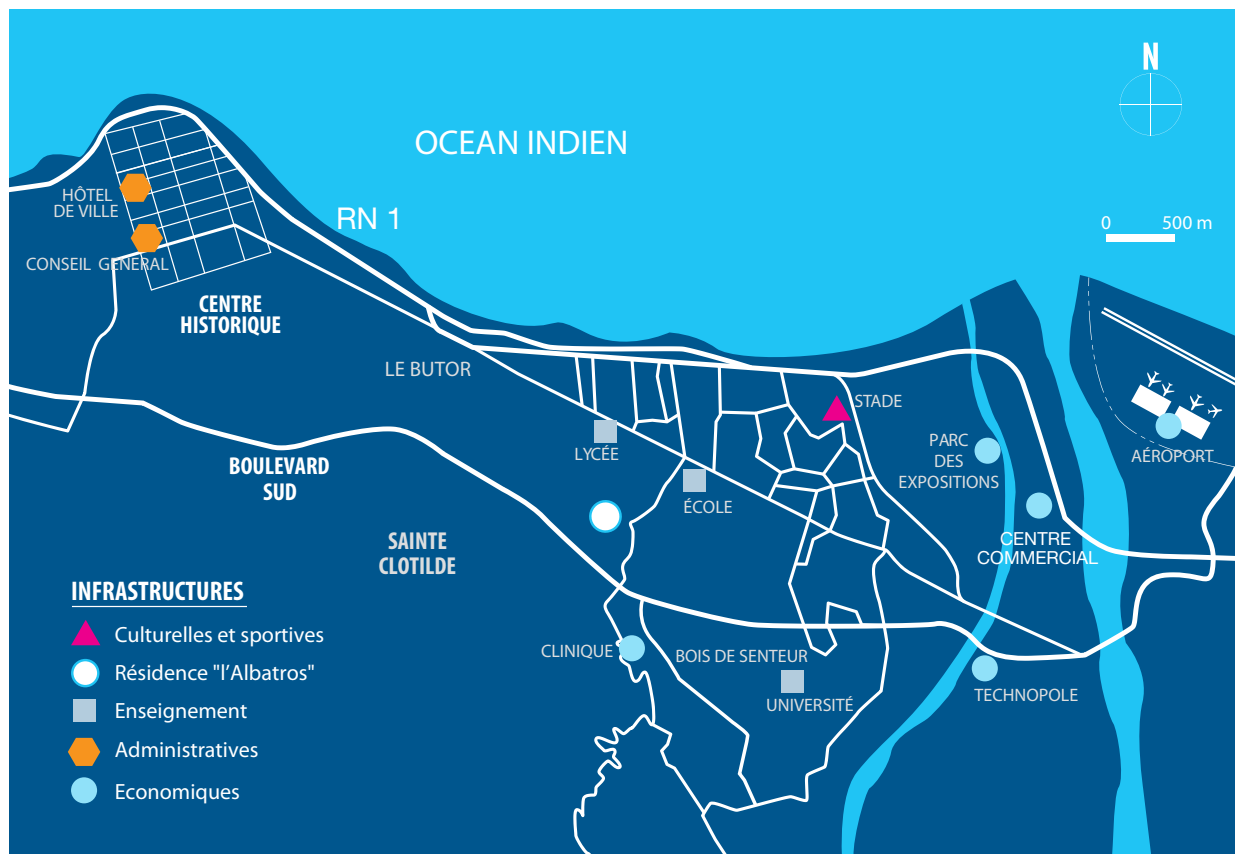 N
OCEAN INDIEN
HÔTEL
DE VILLE
RN 1
0 500 m
CONSEIL GENERAL
CENTRE
HISTORIQUE
LE BUTOR
STADE
PARC
DES
EXPOSITIONS
AÉROPORT
LYCÉE
BOULEVARD
SUD
ÉCOLE
SAINTE
CLOTILDE
CENTRE
COMMERCIAL
INFRASTRUCTURES
Culturelles et sportives
Résidence "l'Albatros"
Enseignement
Administratives
Economiques
CLINIQUE
BOIS DE SENTEUR
UNIVERSITÉ
TECHNOPOLE